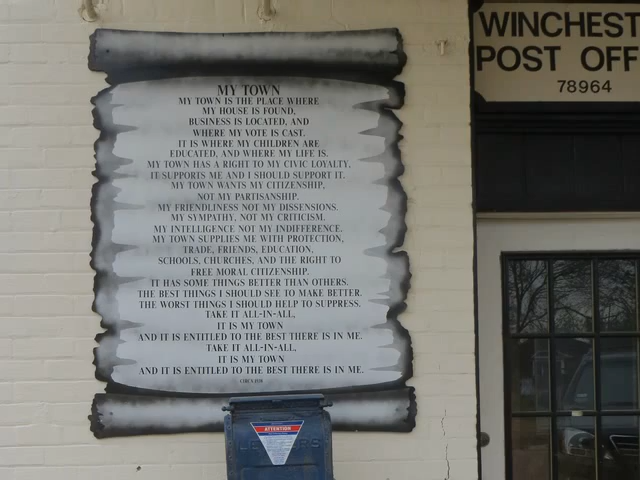 MY TOWN
MY TOWN IS THE PLACE WHERE
MY HOUSE IS FOUND,
BUSINESS IS LOCATED, AND
WHERE MY VOTE IS CAST.
IT IS WHERE MY CHILDREN ARE
EDUCATED, AND WHERE MY LIFE IS.
MY TOWN HAS A RIGHT TO MY CIVIC LOYALTY.
IT SUPPORTS ME AND I SHOULD SUPPORT IT.
MY TOWN WANTS MY CITIZENSHIP,
NOT MY PARTISANSHIP.
MY FRIENDLINESS NOT MY DISSENSIONS.
MY SYMPATHY, NOT MY CRITICISM.
MY INTELLIGENCE NOT MY INDIFFERENCE.
MY TOWN SUPPLIES ME WITH PROTECTION,
TRADE, FRIENDS, EDUCATION,
SCHOOLS, CHURCHES, AND THE RIGHT TO
FREE MORAL CITIZENSHIP.
IT HAS SOME THINGS BETTER THAN OTHERS.
THE BEST THINGS I SHOULD SEE TO MAKE BETTER.
THE WORST THINGS I SHOULD HELP TO SUPPRESS.
TAKE IT ALL-IN-ALL,
IT IS MY TOWN
AND IT IS ENTITLED TO THE BEST THERE IS IN ME.
TAKE IT ALL-IN-ALL,
IT IS MY TOWN
AND IT IS ENTITLED TO THE BEST THERE IS IN ME.
WINCHEST
POST OFF
78964
ATTENTION